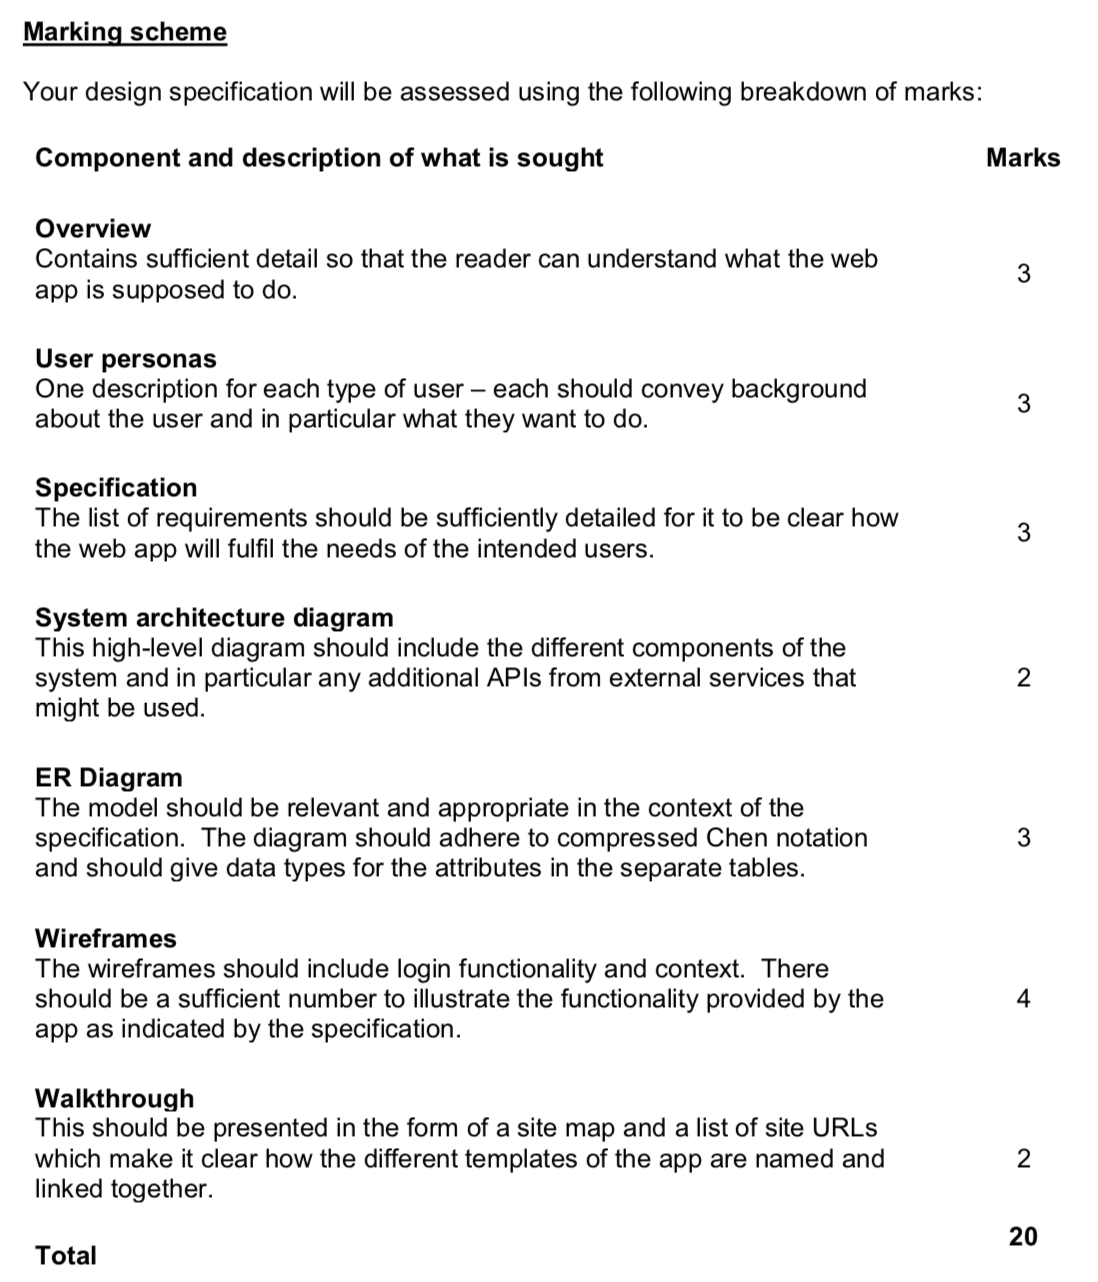 Marking scheme
Your design specification will be assessed using the following breakdown of marks:
Component and description of what is sought Marks
Overview
Contains sufficient detail so that the reader can understand what the web
app is supposed to do.
3
User personas
One description for each type of user – each should convey background
about the user and in particular what they want to do.
3
Specification
The list of requirements should be sufficiently detailed for it to be clear how
the web app will fulfil the needs of the intended users.
3
System architecture diagram
This high-level diagram should include the different components of the
system and in particular any additional APIs from external services that
might be used.
2
ER Diagram
The model should be relevant and appropriate in the context of the
specification.  The diagram should adhere to compressed Chen notation
and should give data types for the attributes in the separate tables.
3
Wireframes
The wireframes should include login functionality and context.  There
should be a sufficient number to illustrate the functionality provided by the
app as indicated by the specification.
4
Walkthrough
This should be presented in the form of a site map and a list of site URLs
which make it clear how the different templates of the app are named and
linked together.
2
Total
20